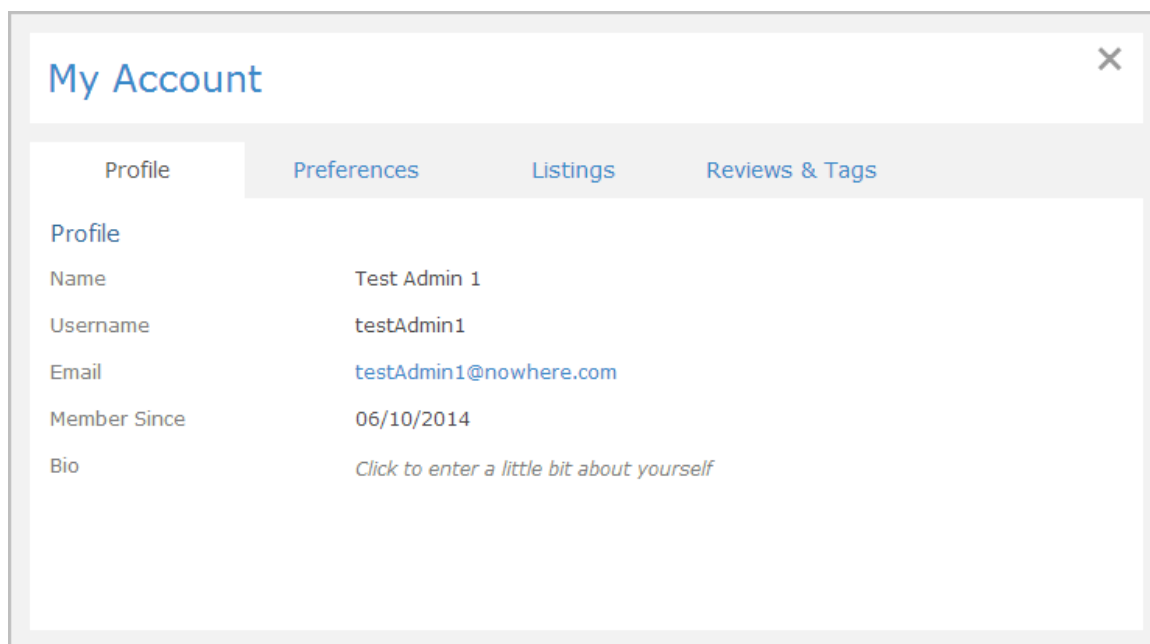 My Account
Profile Preferences Listings Reviews & Tags
Profile
Name Test Admin 1
Username testAdmin1
Email testAdmin1@nowhere.com
Member Since 06/10/2014
Bio Click to enter a little bit about yourself